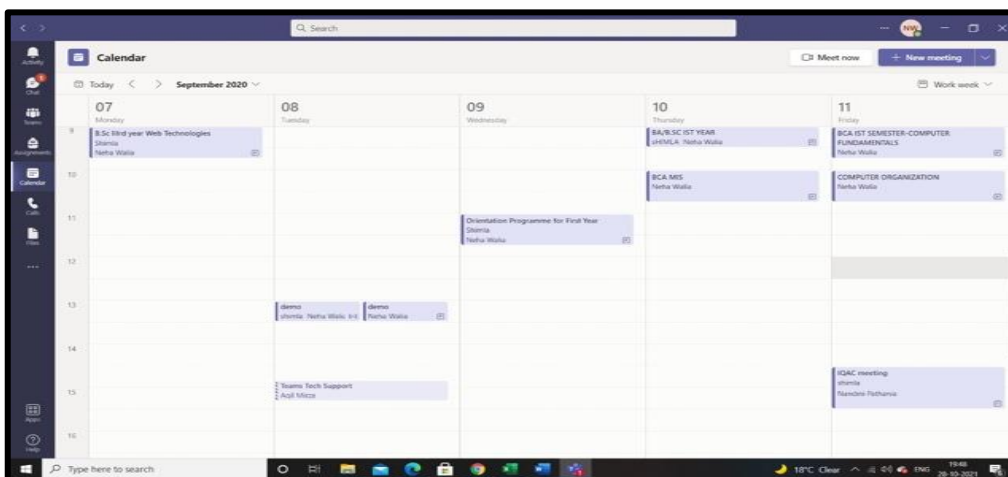 Search
NW
Activity
Calendar
Meet now
+ New meeting
Chat
Today
September 2020
Work week
Teams
07
08
09
10
11
Monday
Tuesday
Wednesday
Thursday
Friday
Assignments
9
B.Sc IIIrd year Web Technologies
Shimla
Neha Walia
BA/B.SC IST YEAR
sHIMLA Neha Walia
BCA IST SEMESTER-COMPUTER
FUNDAMENTALS
Neha Walia
Calendar
10
BCA MIS
Neha Walia
COMPUTER ORGANIZATION
Neha Walia
Calls
11
Orientation Programme for First Year
Shimla
Neha Walia
Files
12
13
demo
shimla Neha Walia
demo
Neha Walia
14
IQAC meeting
shimla
Nandini Pathania
15
Teams Tech Support
Aqil Mirza
Apps
16
Help
Type here to search
18°C Clear
ENG
19:48
28-10-2021